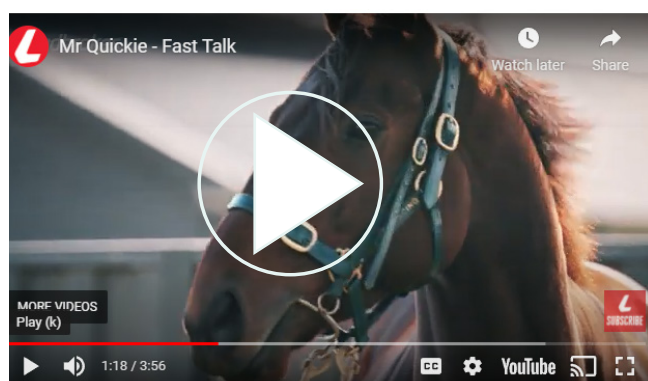 Mr Quickie - Fast Talk
Watch later
Share
MORE VIDEOS
Play (k)
L
SUBSCRIBE
1:18 / 3:56
CC
YouTube